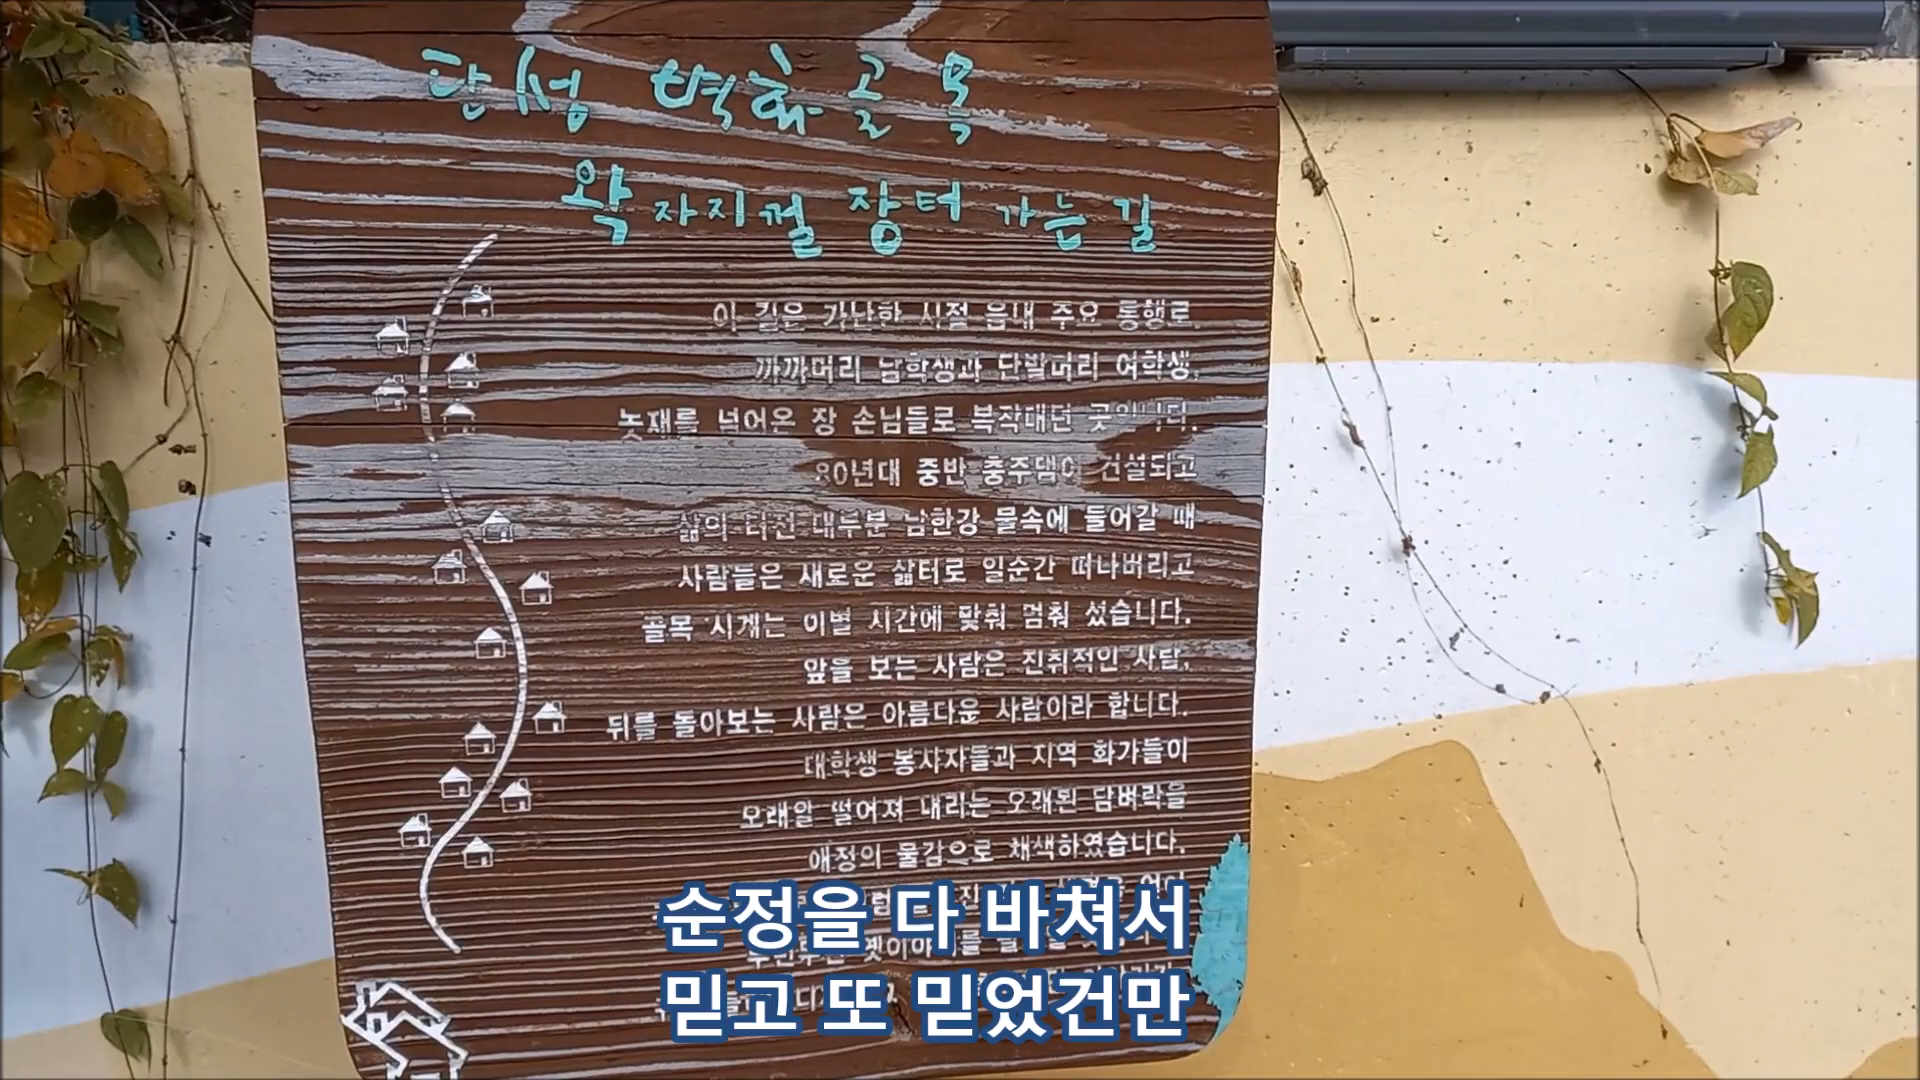 단성 벽화골목
왁자지껄 장터 가는 길
이 길은 가난한 시절 읍내 주요 통행로,
까까머리 남학생과 단발머리 여학생,
놋재를 넘어온 장 손님들로 북적대던 곳입니다.
80년대 중반 충주댐이 건설되고
삶의 터전 대부분 남한강 물속에 들어갈 때
사람들은 새로운 삶터로 일순간 떠나버리고
골목 시계는 이별 시간에 맞춰 멈춰 섰습니다.
앞을 보는 사람은 진취적인 사람,
뒤를 돌아보는 사람은 아름다운 사람이라 합니다.
대학생 봉사자들과 지역 화가들이
모래알 떨어져 내리는 오래된 담벼락을
애정의 물감으로 채색하였습니다.
순정을 다 바쳐서
믿고 또 믿었건만